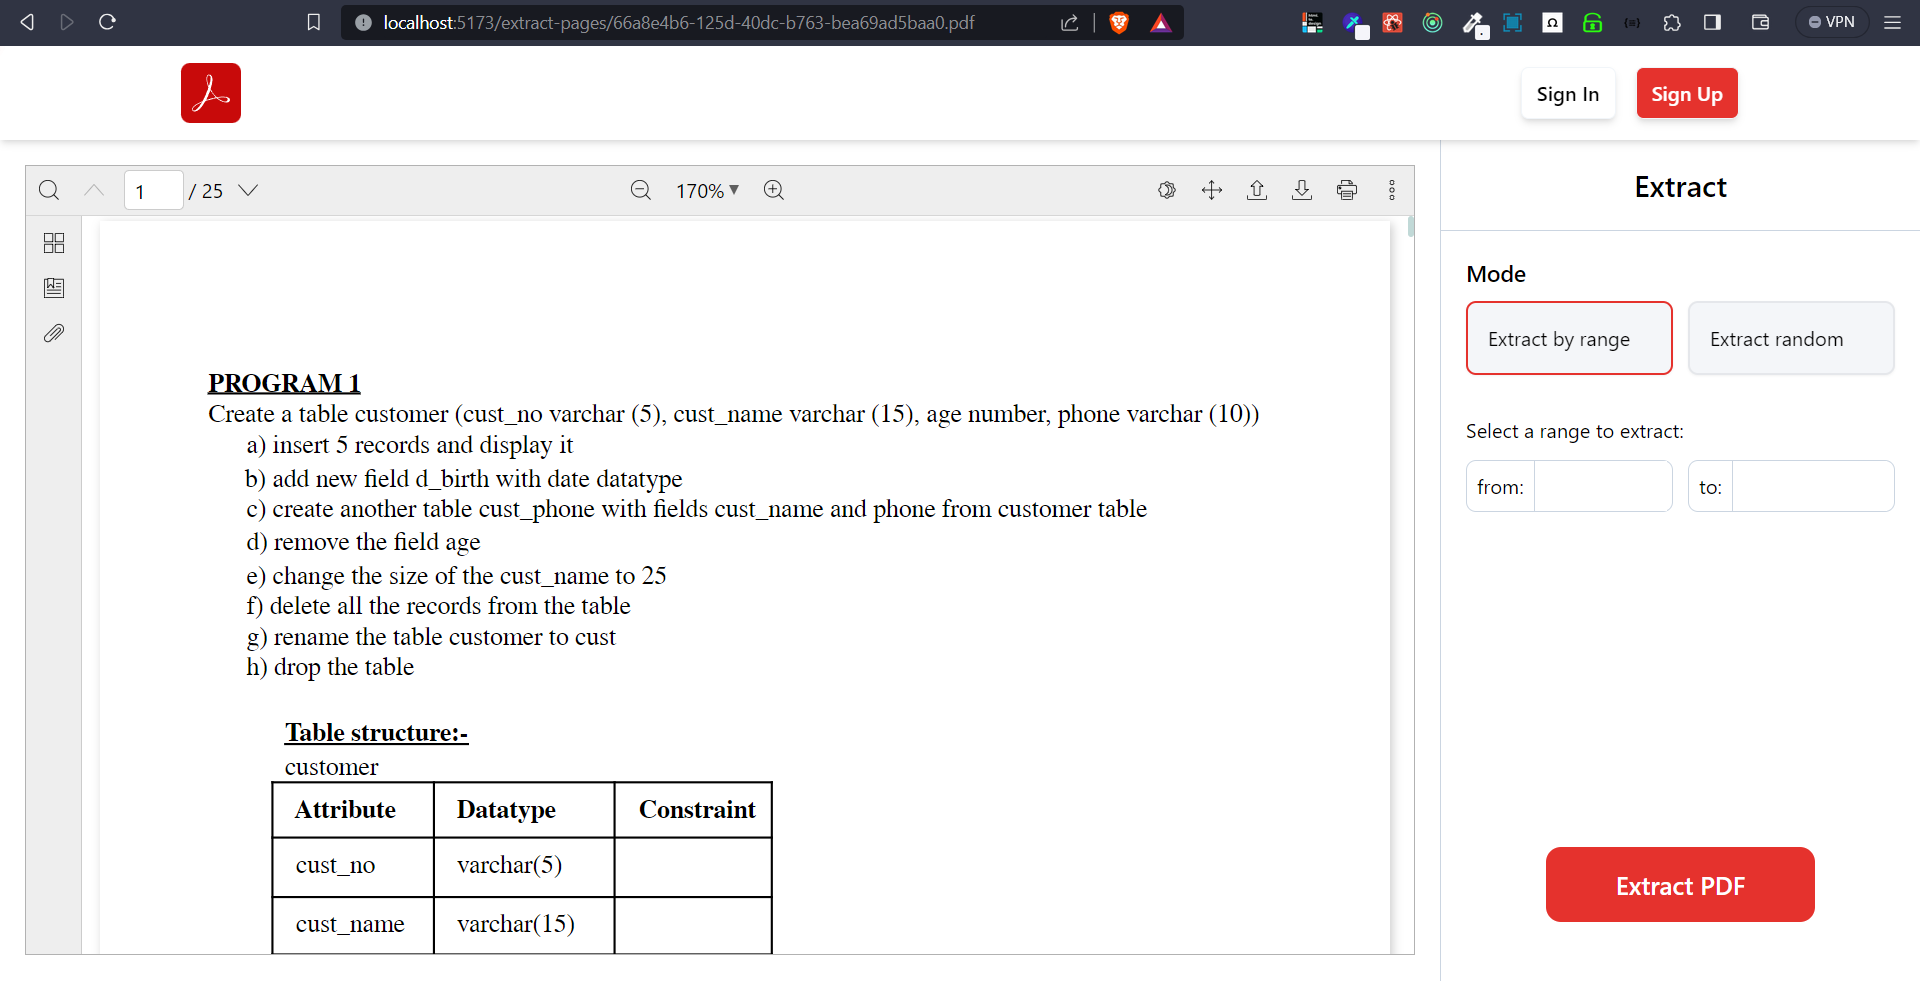 localhost:5173/extract-pages/66a8e4b6-125d-40dc-b763-bea69ad5baa0.pdf
VPN
Sign In
Sign Up
1 / 25
170%
Extract
Mode
Extract by range
Extract random
Select a range to extract:
from:
to:
Extract PDF
PROGRAM 1
Create a table customer (cust_no varchar (5), cust_name varchar (15), age number, phone varchar (10))
a) insert 5 records and display it
b) add new field d_birth with date datatype
c) create another table cust_phone with fields cust_name and phone from customer table
d) remove the field age
e) change the size of the cust_name to 25
f) delete all the records from the table
g) rename the table customer to cust
h) drop the table
Table structure:-
customer
Attribute Datatype Constraint
cust_no varchar(5)
cust_name varchar(15)